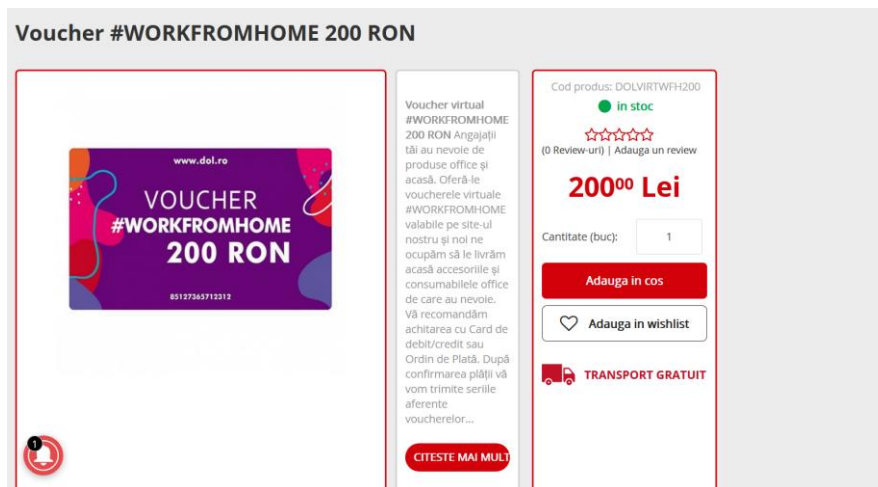 Voucher #WORKFROMHOME 200 RON
www.dol.ro
VOUCHER
#WORKFROMHOME
200 RON
85127365712312
Voucher virtual
#WORKFROMHOME
200 RON Angajații
tăi au nevoie de
produse office și
acasă. Oferă-le
voucherele virtuale
#WORKFROMHOME
valabile pe site-ul
nostru și noi ne
ocupăm să le livrăm
acasă accesoriile și
consumabilele office
de care au nevoie.
Vă recomandăm
achitarea cu Card de
debit/credit sau
Ordin de Plată. După
confirmarea plății vă
vom trimite seriile
aferente
voucherelor...
CITESTE MAI MULT
Cod produs: DOLVIRTWFH200
in stoc
(0 Review-uri) | Adauga un review
200⁰⁰ Lei
Cantitate (buc): 1
Adauga in cos
Adauga in wishlist
TRANSPORT GRATUIT
1